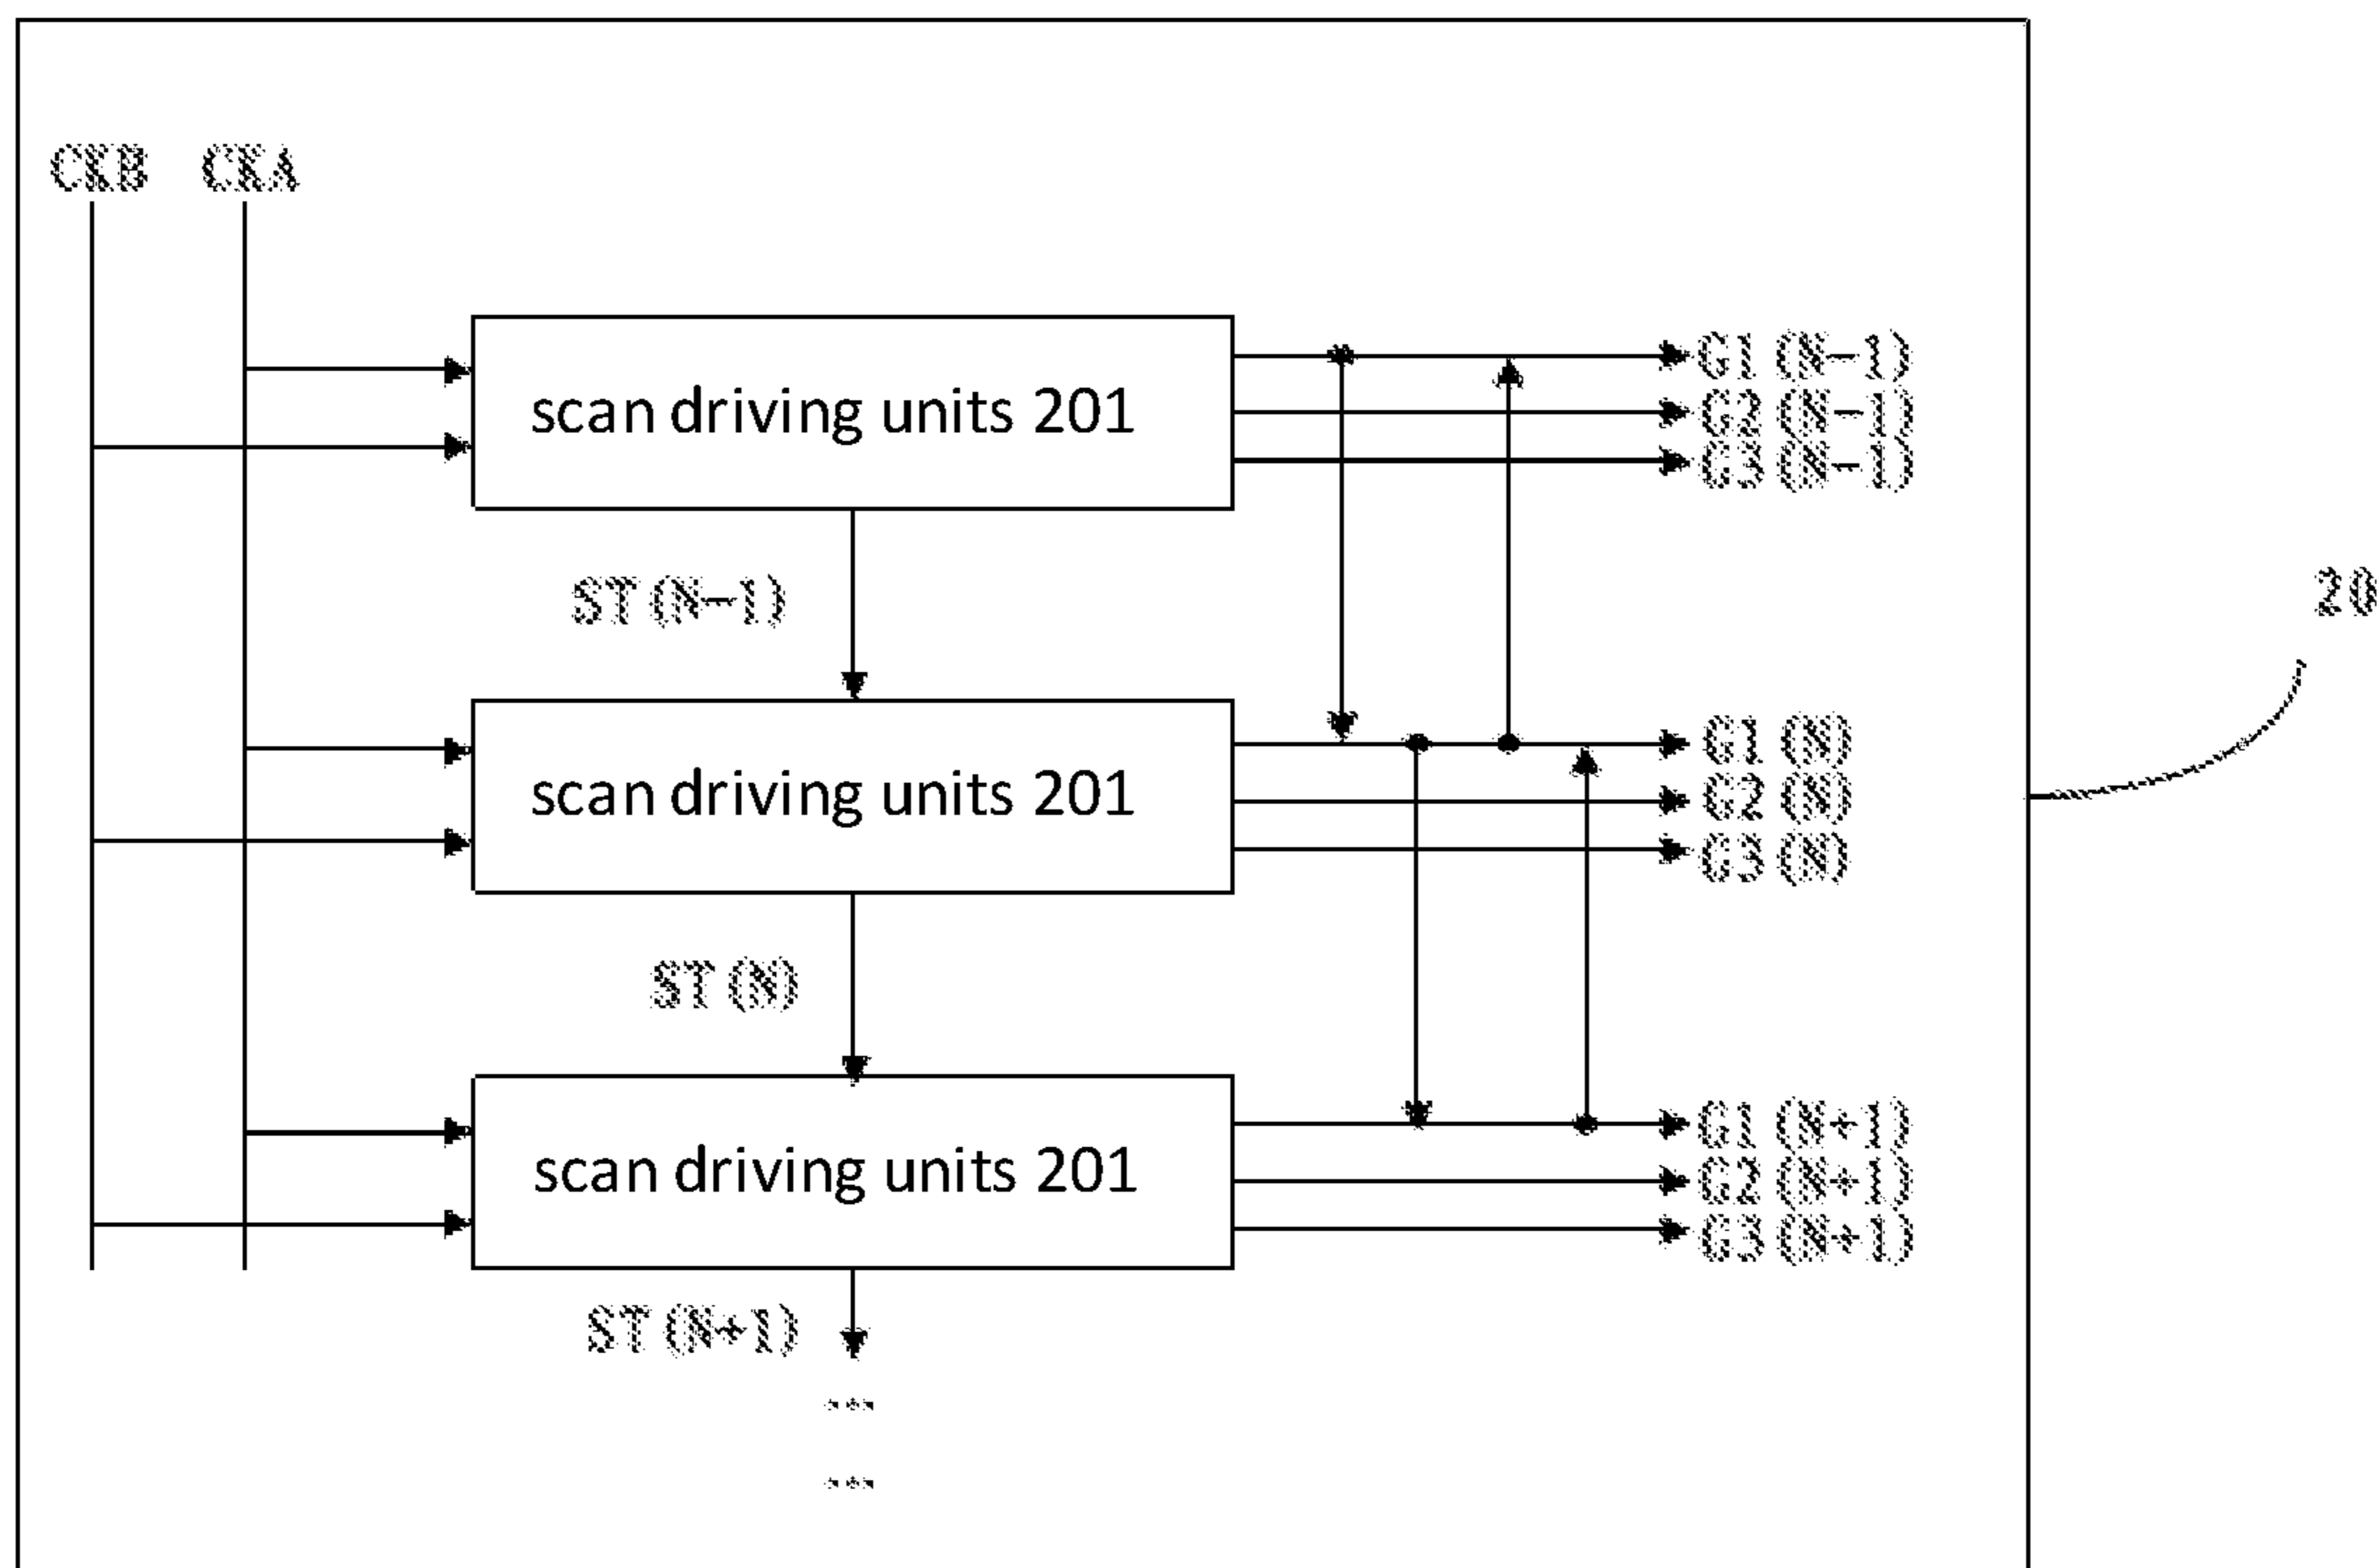 CKB CKA
scan driving units 201
G1 (N-1)
G2 (N-1)
G3 (N-1)
ST (N-1)
20
scan driving units 201
G1 (N)
G2 (N)
G3 (N)
ST (N)
scan driving units 201
G1 (N+1)
G2 (N+1)
G3 (N+1)
ST (N+1)
...
...